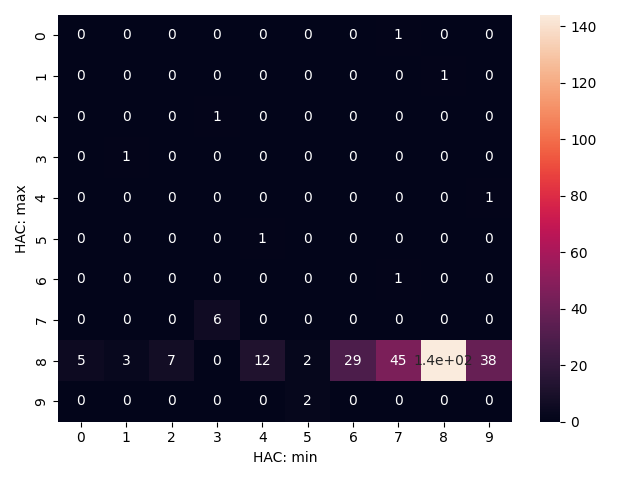 0 0 0 0 0 0 0 0 1 0 0
1 0 0 0 0 0 0 0 0 1 0
2 0 0 0 1 0 0 0 0 0 0
3 0 1 0 0 0 0 0 0 0 0
4 0 0 0 0 0 0 0 0 0 1
5 0 0 0 0 1 0 0 0 0 0
6 0 0 0 0 0 0 0 1 0 0
7 0 0 0 6 0 0 0 0 0 0
8 5 3 7 0 12 2 29 45 1.4e+02 38
9 0 0 0 0 0 2 0 0 0 0
0 1 2 3 4 5 6 7 8 9
HAC: min
HAC: max
140
120
100
80
60
40
20
0